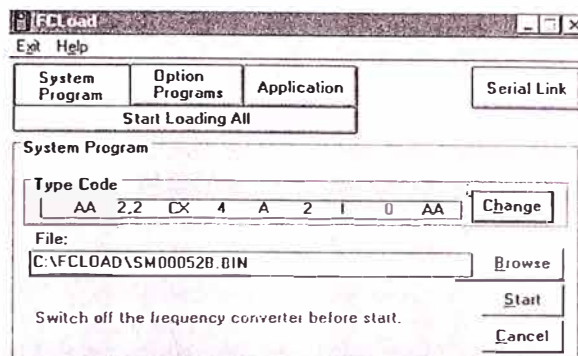 FCLoad
Exit Help
System Program Option Programs Application Serial Link
Start Loading All
System Program
Type Code
AA 2,2 CX 4 A 2 I 0 AA Change
File:
C:\FCLOAD\SM00052B.BIN Browse
Start
Switch off the frequency converter before start.
Cancel